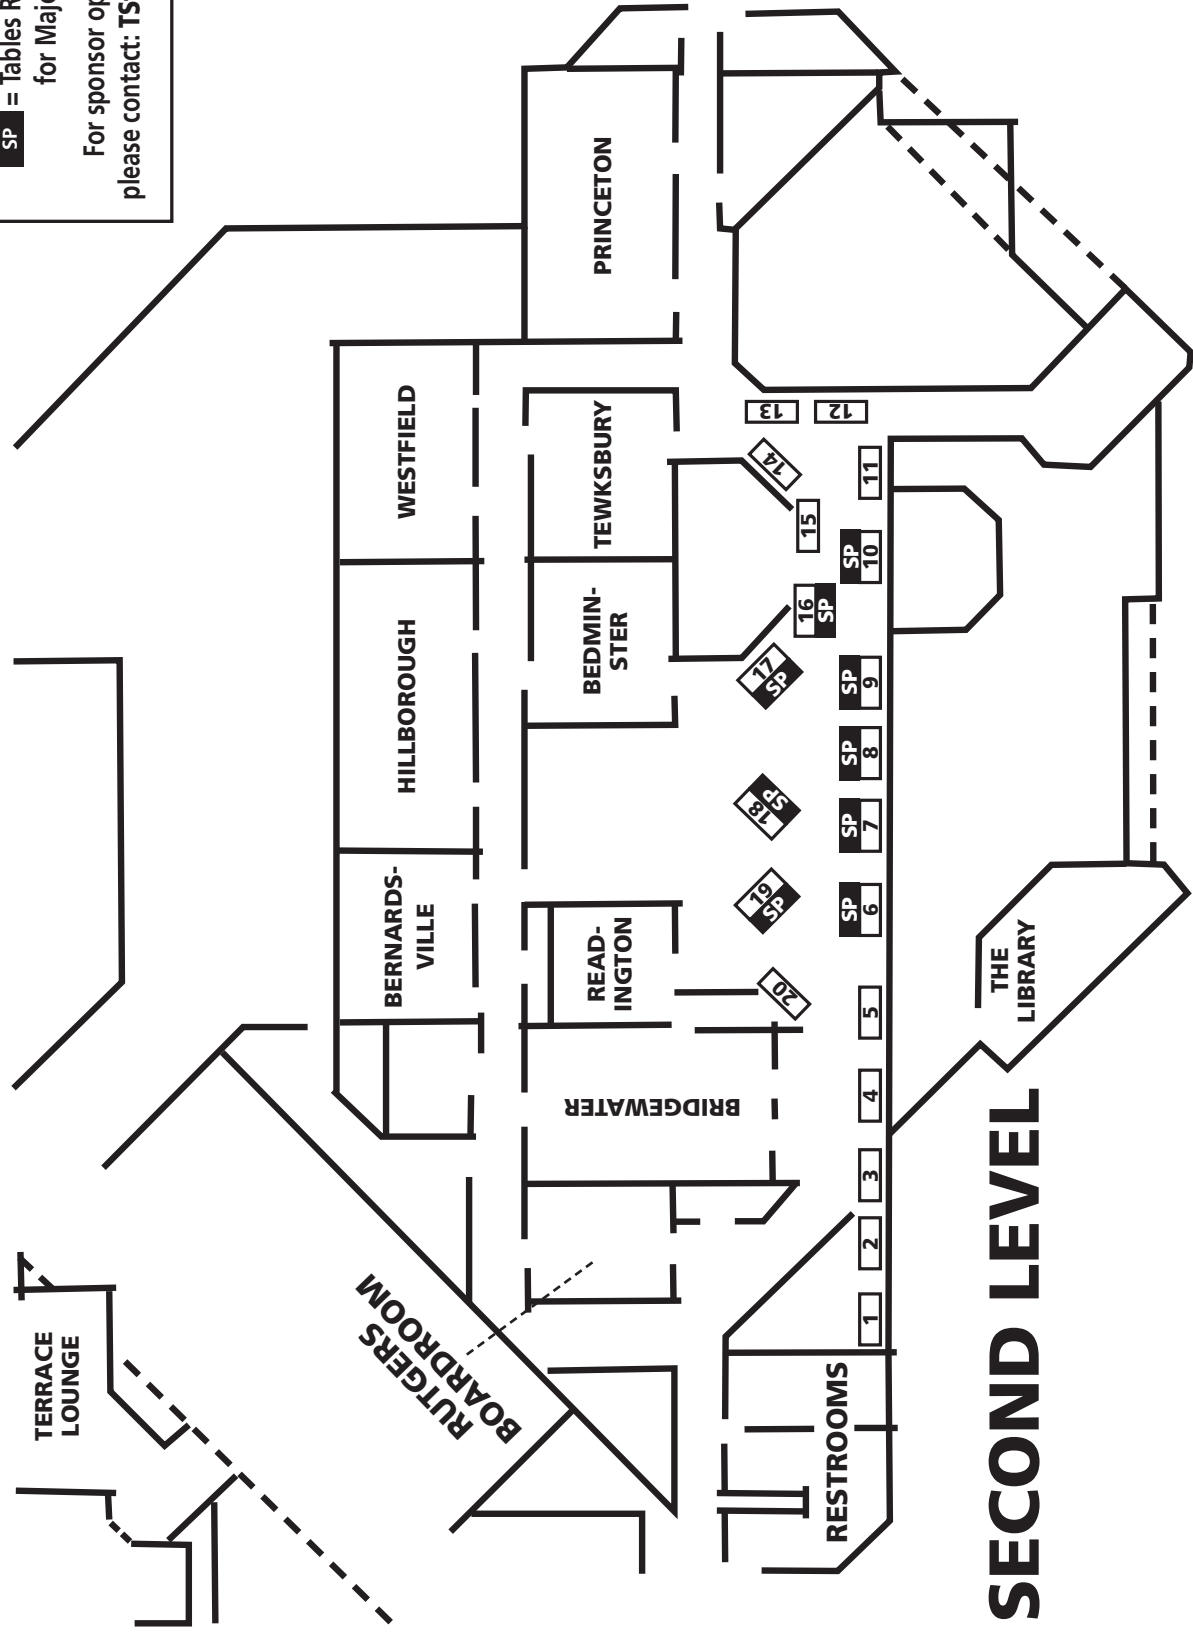 SP = Tables R
for Maj
For sponsor op
please contact: TS
PRINCETON
WESTFIELD
TEWKSBURY
HILLBOROUGH
BEDMIN-
STER
BERNARDS-
VILLE
READ-
INGTON
BRIDGEWATER
RUTGERS
BOARDROOM
TERRACE
LOUNGE
RESTROOMS
THE
LIBRARY
1
2
3
4
5
SP
6
SP
7
SP
8
SP
9
SP
10
11
12
13
14
15
16
SP
17
SP
18
SP
19
SP
20
SECOND LEVEL